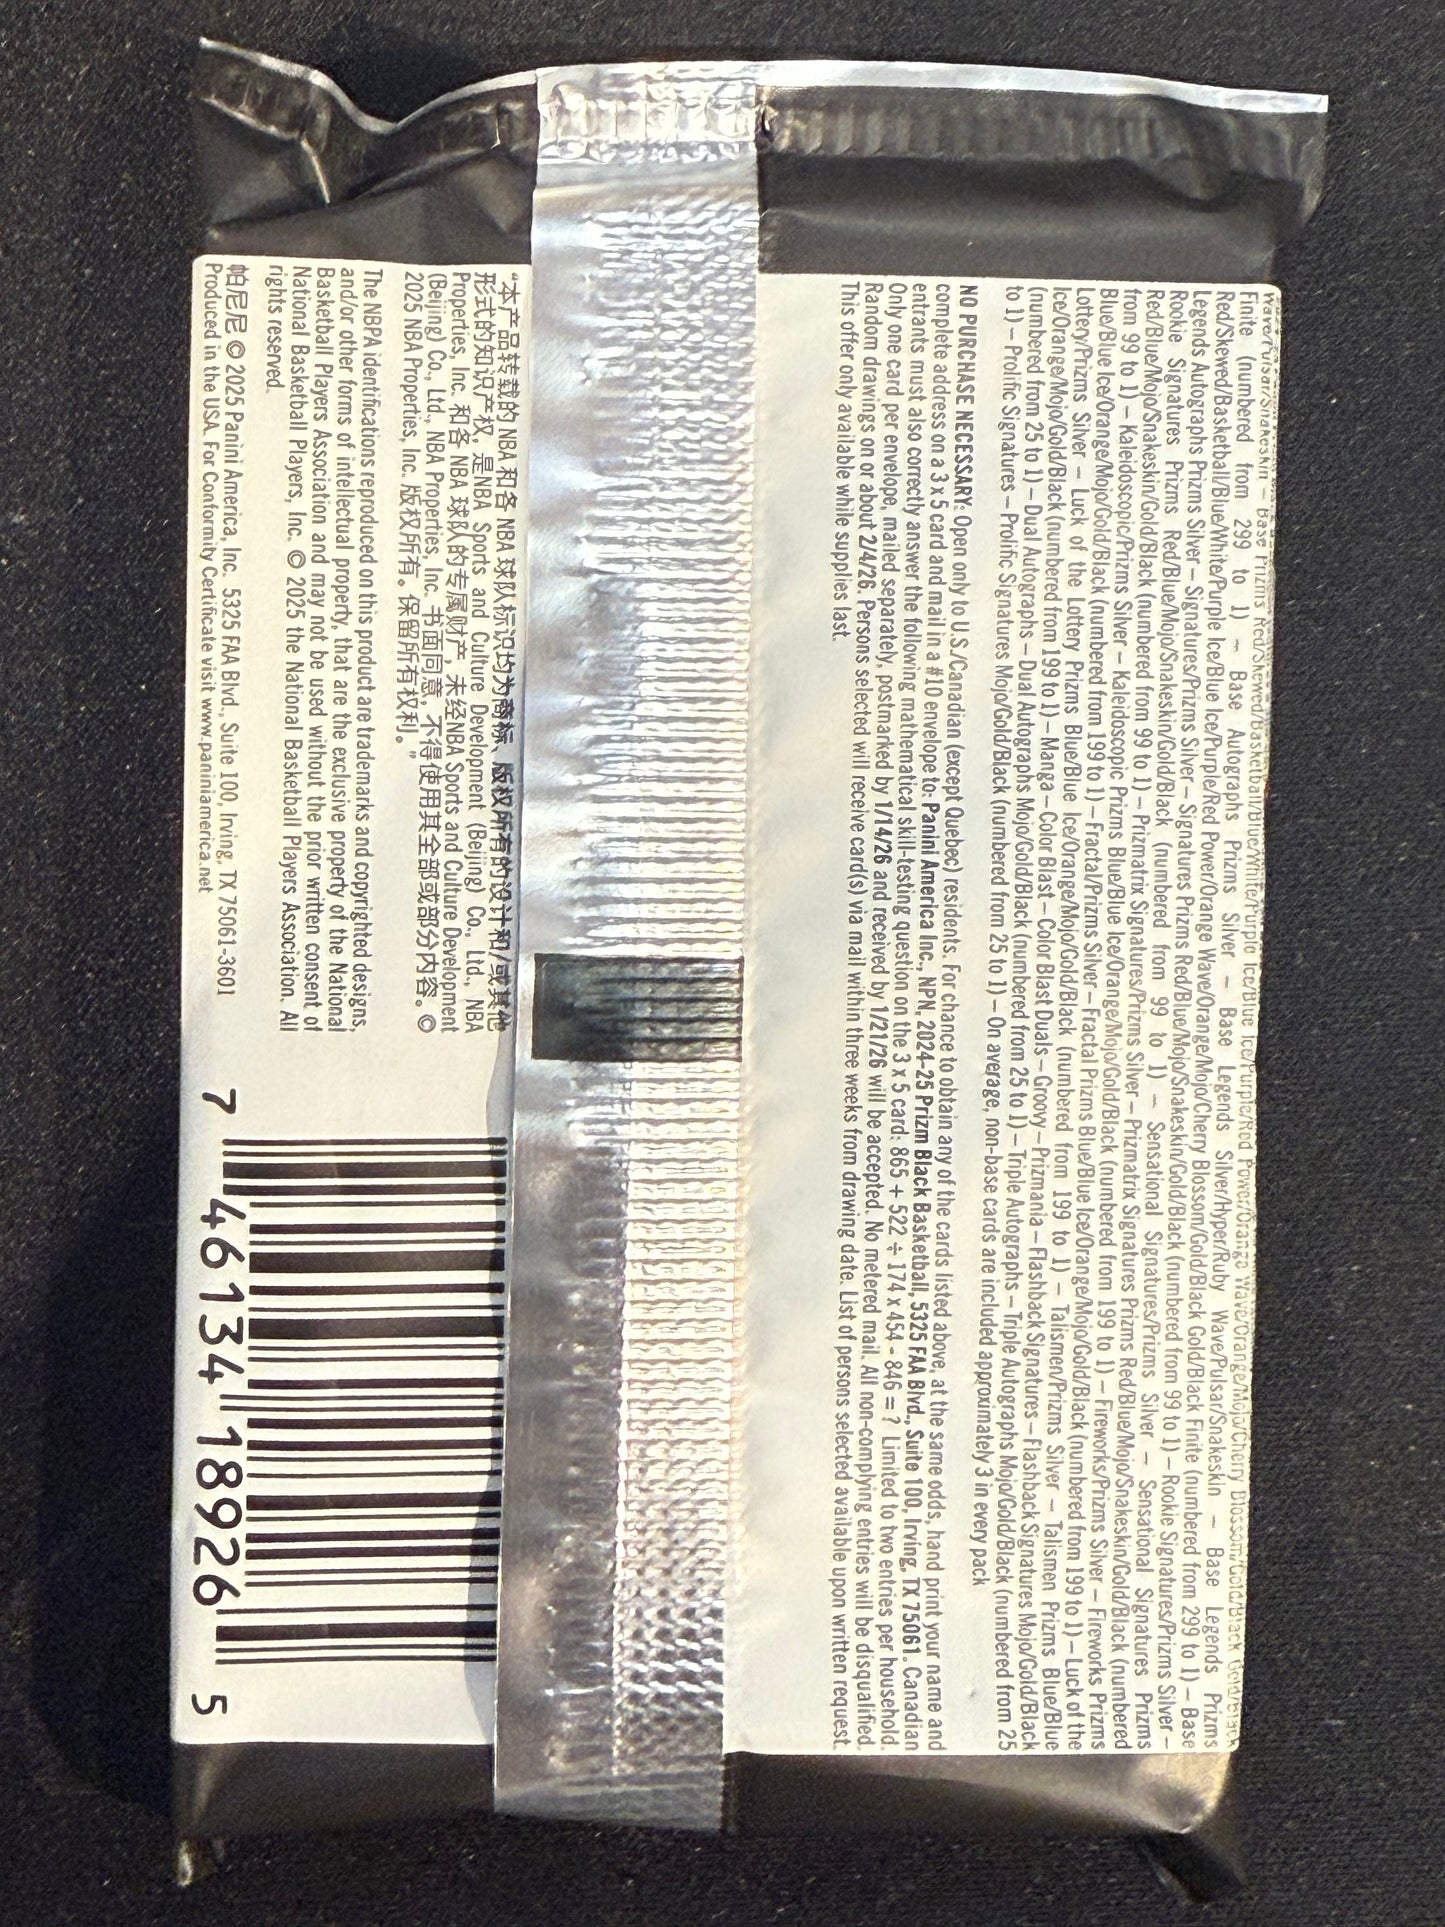 Wave/Pulsar/Snakeskin – Base Prizms Red/Skewed/Basketball/Blue/White/Purple Ice/Blue Ice/Purple/Red Power/Orange Wave/Orange/Mojo/Cherry Blossom/Gold/Black Gold/Black
Finite (numbered from 299 to 1) – Base Autographs Prizms Silver – Base Legends Silver/Hyper/Ruby Wave/Pulsar/Snakeskin – Base Legends Prizms
Red/Skewed/Basketball/Blue/White/Purple Ice/Blue Ice/Purple/Red Power/Orange Wave/Orange/Mojo/Cherry Blossom/Gold/Black Gold/Black Finite (numbered from 299 to 1) – Base
Legends Autographs Prizms Silver – Signatures/Prizms Silver – Signatures Prizms Red/Blue/Mojo/Snakeskin/Gold/Black (numbered from 99 to 1) – Rookie Signatures/Prizms Silver –
Rookie Signatures Prizms Red/Blue/Mojo/Snakeskin/Gold/Black (numbered from 99 to 1) – Sensational Signatures/Prizms Silver – Sensational Signatures Prizms
Red/Blue/Mojo/Snakeskin/Gold/Black (numbered from 99 to 1) – Prizmatrix Signatures/Prizms Silver – Prizmatrix Signatures Prizms Red/Blue/Mojo/Snakeskin/Gold/Black (numbered
from 99 to 1) – Kaleidoscopic/Prizms Silver – Kaleidoscopic Prizms Blue/Blue Ice/Orange/Mojo/Gold/Black (numbered from 199 to 1) – Fireworks/Prizms Silver – Fireworks Prizms
Blue/Blue Ice/Orange/Mojo/Gold/Black (numbered from 199 to 1) – Fractal/Prizms Silver – Fractal Prizms Blue/Blue Ice/Orange/Mojo/Gold/Black (numbered from 199 to 1) – Luck of the
Lottery/Prizms Silver – Luck of the Lottery Prizms Blue/Blue Ice/Orange/Mojo/Gold/Black (numbered from 199 to 1) – Talismen/Prizms Silver – Talismen Prizms Blue/Blue
Ice/Orange/Mojo/Gold/Black (numbered from 199 to 1) – Manga – Color Blast – Color Blast Duals – Groovy – Prizmania – Flashback Signatures – Flashback Signatures Mojo/Gold/Black
(numbered from 25 to 1) – Dual Autographs – Dual Autographs Mojo/Gold/Black (numbered from 25 to 1) – Triple Autographs – Triple Autographs Mojo/Gold/Black (numbered from 25
to 1) – Prolific Signatures – Prolific Signatures Mojo/Gold/Black (numbered from 25 to 1) – On average, non-base cards are included approximately 3 in every pack
NO PURCHASE NECESSARY: Open only to U.S./Canadian (except Quebec) residents. For chance to obtain any of the cards listed above, at the same odds, hand print your name and
complete address on a 3 x 5 card and mail in a #10 envelope to: Panini America Inc., NPN, 2024-25 Prizm Black Basketball, 5325 FAA Blvd., Suite 100, Irving, TX 75061. Canadian
entrants must also correctly answer the following mathematical skill-testing question on the 3 x 5 card: 865 + 522 ÷ 174 x 454 - 846 = ? Limited to two entries per household.
Only one card per envelope, mailed separately, postmarked by 1/14/26 and received by 1/21/26 will be accepted. No metered mail. All non-complying entries will be disqualified.
Random drawings on or about 2/4/26. Persons selected will receive card(s) via mail within three weeks from drawing date. List of persons selected available upon written request.
This offer only available while supplies last.
“本产品转载的 NBA 和各 NBA 球队标识均为商标、版权所有的设计和/或其他
形式的知识产权，是NBA Sports and Culture Development (Beijing) Co., Ltd., NBA
Properties, Inc. 和各 NBA 球队的专属财产，未经NBA Sports and Culture Development
(Beijing) Co., Ltd., NBA Properties, Inc. 书面同意，不得使用其全部或部分内容。©
2025 NBA Properties, Inc. 版权所有。保留所有权利。”
The NBPA identifications reproduced on this product are trademarks and copyrighted designs,
and/or other forms of intellectual property, that are the exclusive property of the National
Basketball Players Association and may not be used without the prior written consent of
National Basketball Players, Inc. © 2025 the National Basketball Players Association. All
rights reserved.
帕尼尼 © 2025 Panini America, Inc. 5325 FAA Blvd., Suite 100, Irving, TX 75061-3601
Produced in the USA. For Conformity Certificate visit www.paniniamerica.net
7 46134 18926 5